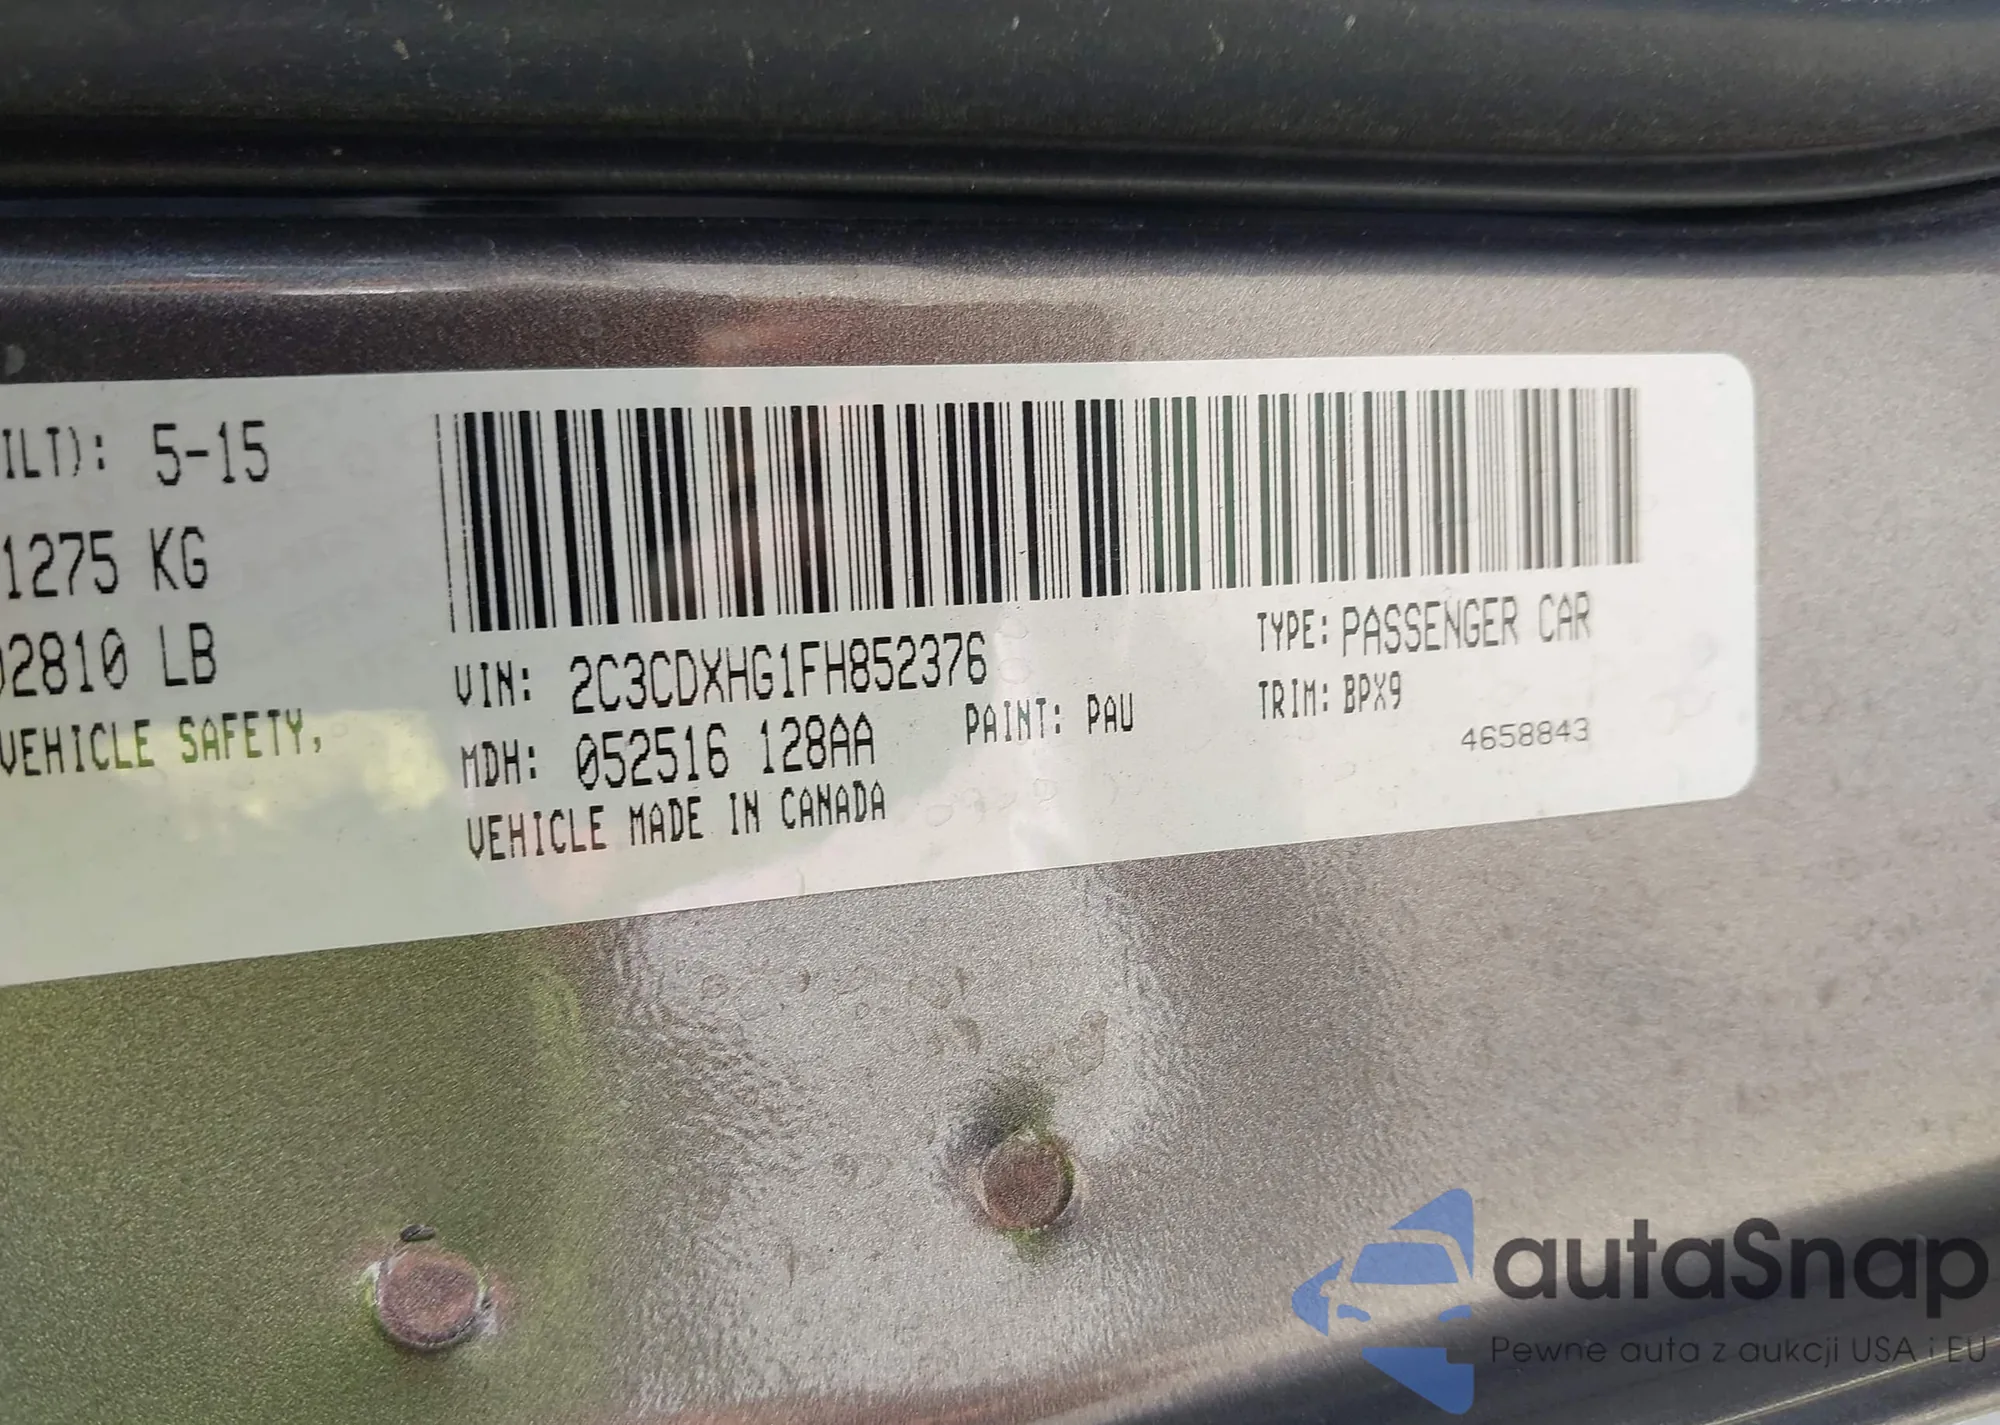 ILT): 5-15
1275 KG
02810 LB
VEHICLE SAFETY,
VIN: 2C3CDXHG1FH852376
TYPE: PASSENGER CAR
MDH: 052516 128AA
PAINT: PAU
TRIM: BPX9
4658843
VEHICLE MADE IN CANADA
autaSnap
Pewne auta z aukcji USA i EU